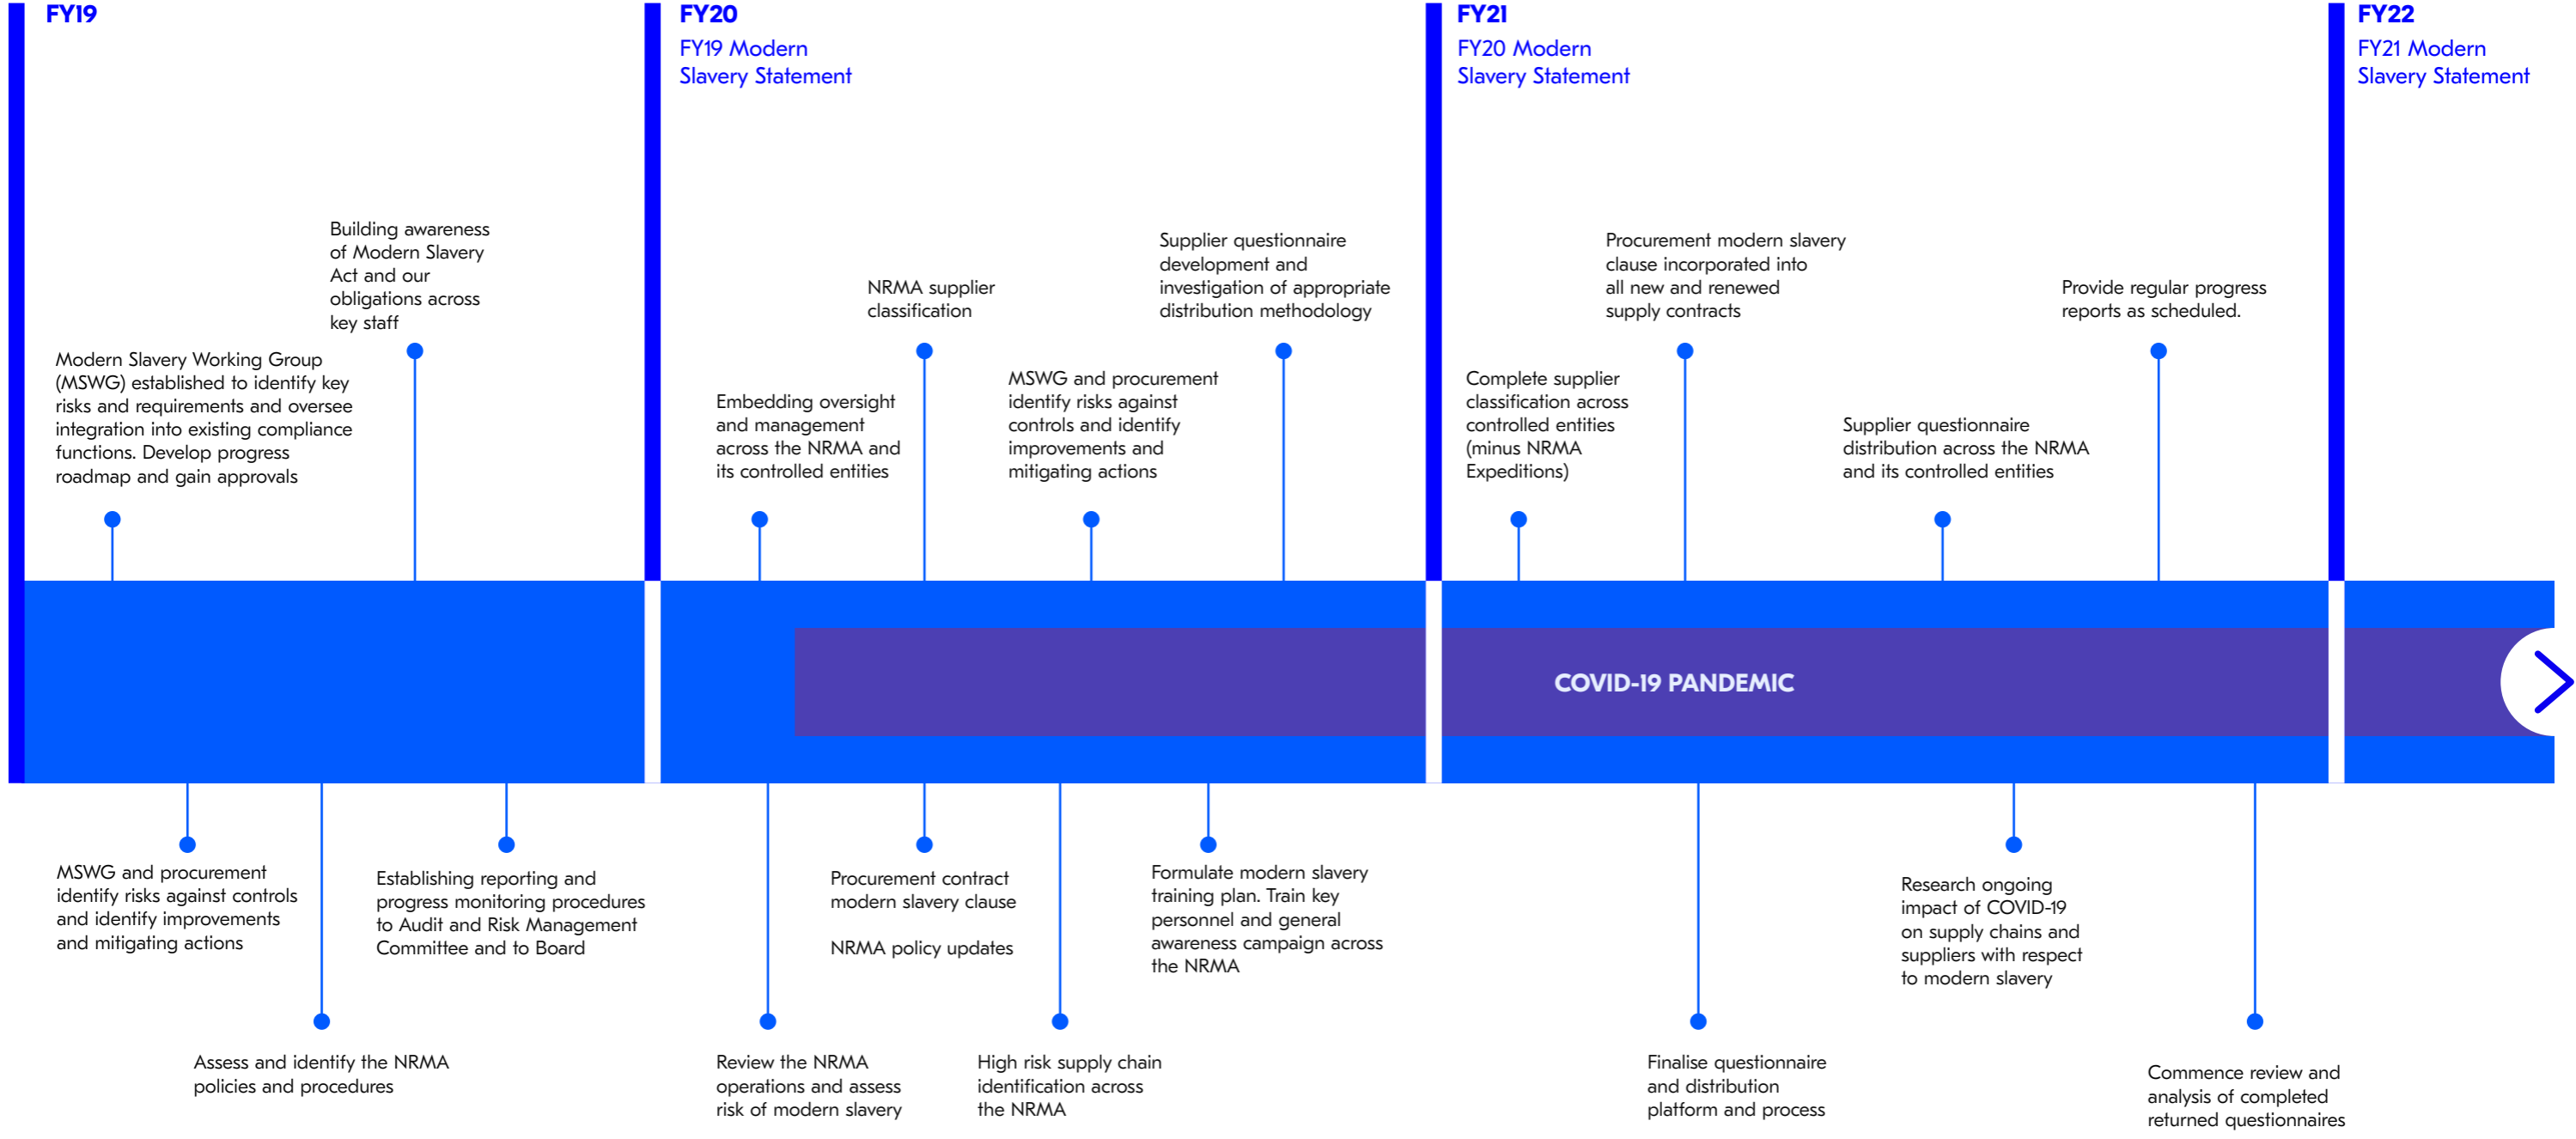 FY19
FY20
FY19 Modern
Slavery Statement
FY21
FY20 Modern
Slavery Statement
FY22
FY21 Modern
Slavery Statement
Modern Slavery Working Group
(MSWG) established to identify key
risks and requirements and oversee
integration into existing compliance
functions. Develop progress
roadmap and gain approvals
Building awareness
of Modern Slavery
Act and our
obligations across
key staff
Embedding oversight
and management
across the NRMA and
its controlled entities
NRMA supplier
classification
MSWG and procurement
identify risks against
controls and identify
improvements and
mitigating actions
Supplier questionnaire
development and
investigation of appropriate
distribution methodology
Complete supplier
classification across
controlled entities
(minus NRMA
Expeditions)
Procurement modern slavery
clause incorporated into
all new and renewed
supply contracts
Supplier questionnaire
distribution across the NRMA
and its controlled entities
Provide regular progress
reports as scheduled.
COVID-19 PANDEMIC
MSWG and procurement
identify risks against controls
and identify improvements
and mitigating actions
Assess and identify the NRMA
policies and procedures
Establishing reporting and
progress monitoring procedures
to Audit and Risk Management
Committee and to Board
Review the NRMA
operations and assess
risk of modern slavery
Procurement contract
modern slavery clause
NRMA policy updates
High risk supply chain
identification across
the NRMA
Formulate modern slavery
training plan. Train key
personnel and general
awareness campaign across
the NRMA
Finalise questionnaire
and distribution
platform and process
Research ongoing
impact of COVID-19
on supply chains and
suppliers with respect
to modern slavery
Commence review and
analysis of completed
returned questionnaires